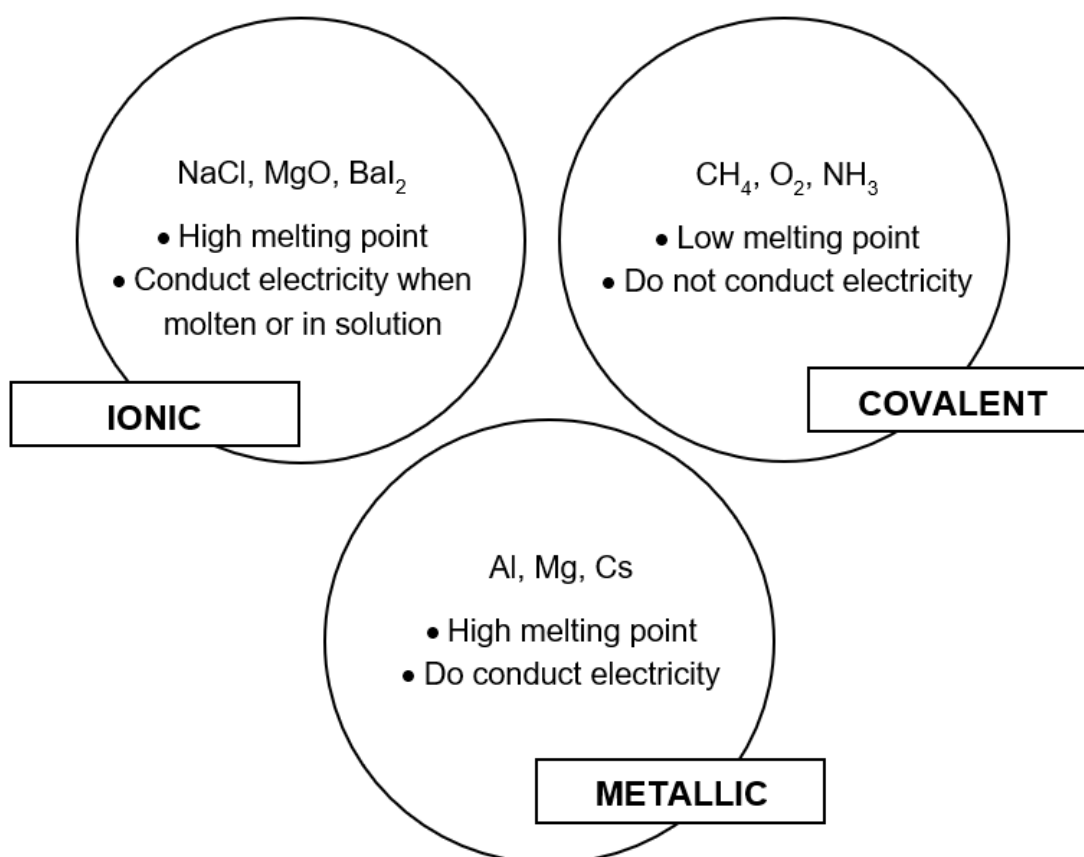 NaCl, MgO, BaI₂
• High melting point
• Conduct electricity when
molten or in solution
IONIC
CH₄, O₂, NH₃
• Low melting point
• Do not conduct electricity
COVALENT
Al, Mg, Cs
• High melting point
• Do conduct electricity
METALLIC